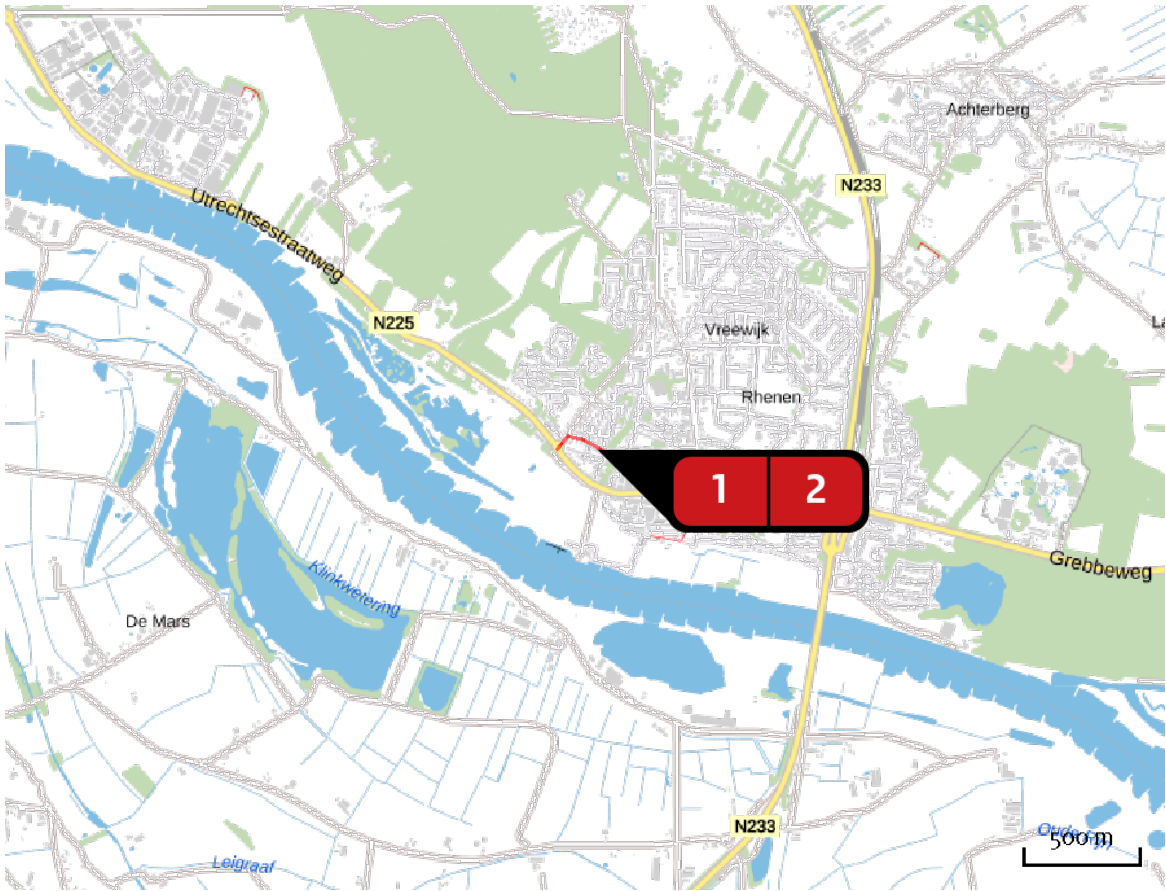 Achterberg
N233
Utrechtsestraatweg
N225
Vreewijk
Rhenen
1 2
Grebbeweg
Klinkwetering
De Mars
N233
500 m
Leigraaf